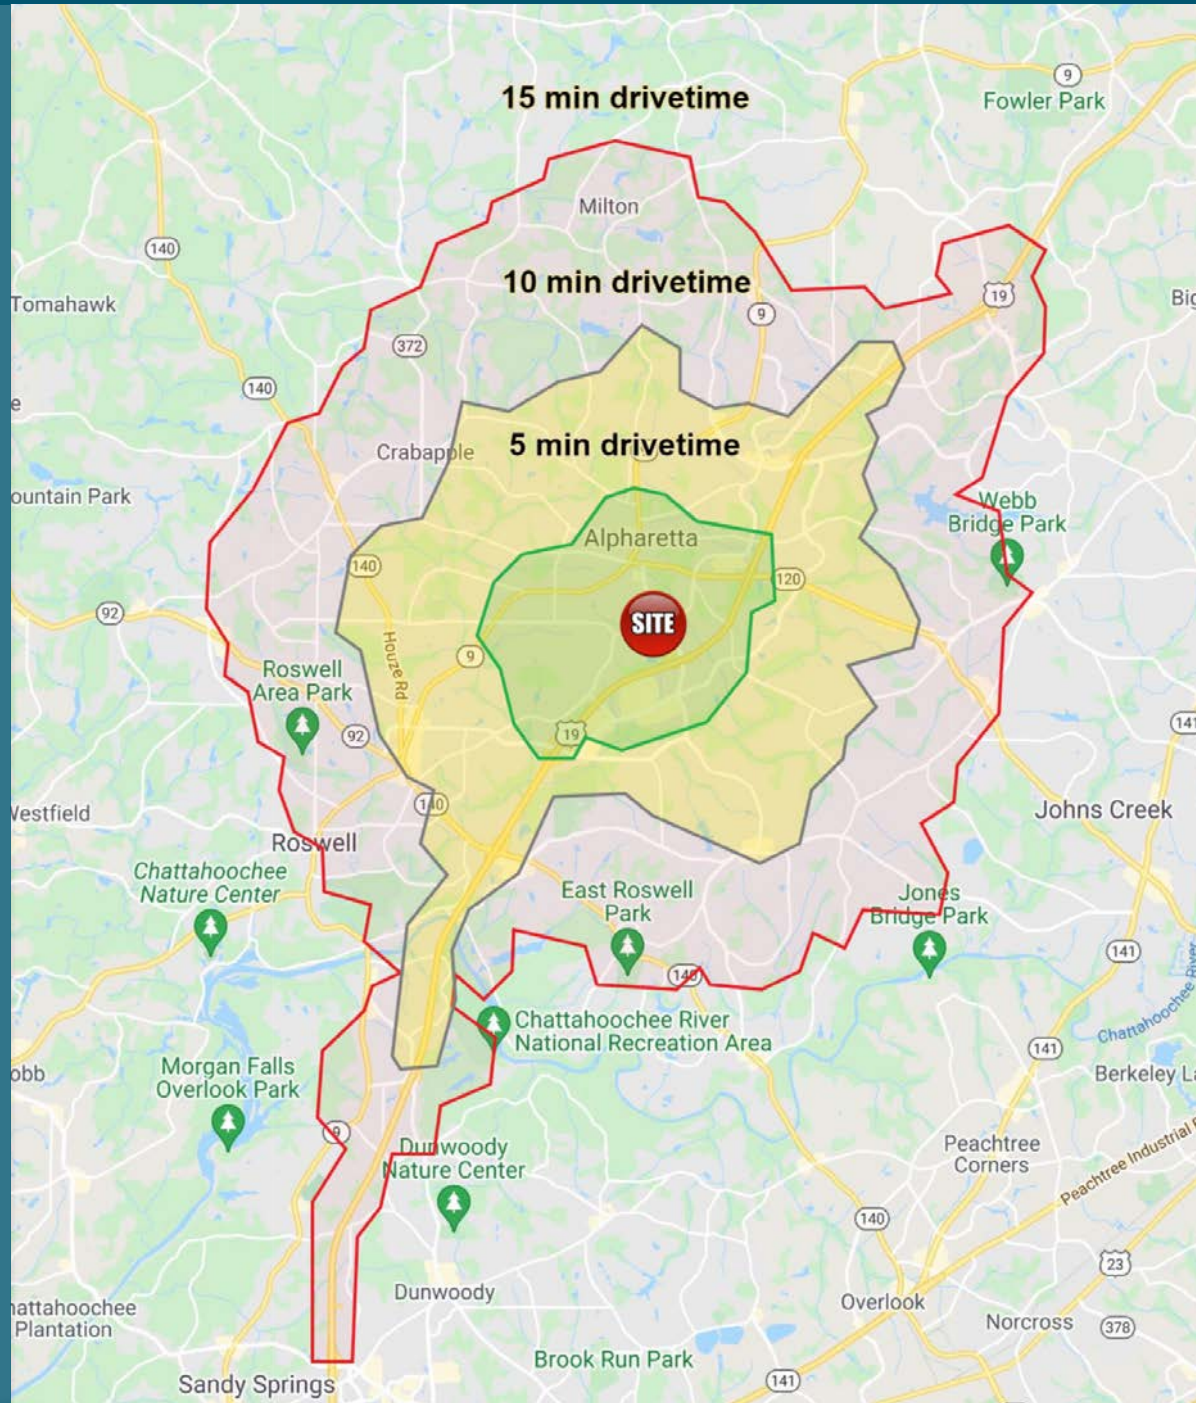 15 min drivetime
9
Fowler Park
Milton
140
10 min drivetime
19
Tomahawk
Big
9
372
140
e
5 min drivetime
Crabapple
ountain Park
Webb
Bridge Park
Alpharetta
140
120
92
SITE
Houze Rd
9
Roswell
Area Park
92
19
141
140
Westfield
Johns Creek
Roswell
Chattahoochee
Nature Center
East Roswell
Park
Jones
Bridge Park
140
141
Chattahoochee River
Chattahoochee River
National Recreation Area
141
obb
Morgan Falls
Overlook Park
Berkeley La
9
Dunwoody
Nature Center
Peachtree
Corners
Peachtree Industrial
140
23
Dunwoody
Overlook
hattahoochee
Plantation
Norcross
378
Brook Run Park
Sandy Springs
141